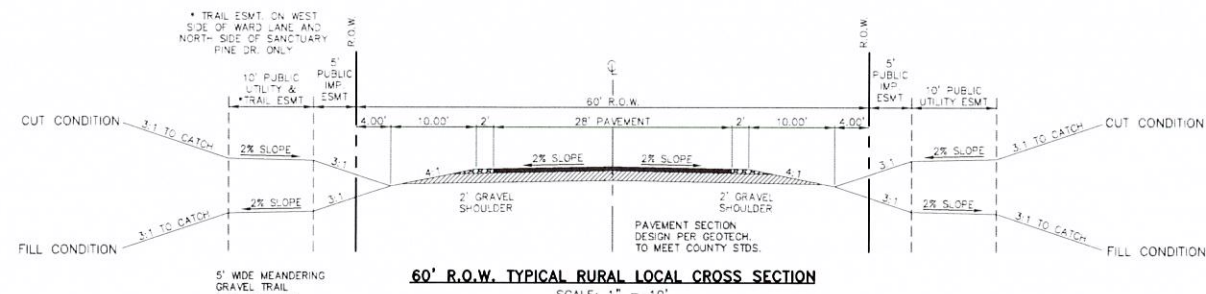 * TRAIL ESMT. ON WEST
SIDE OF WARD LANE AND
NORTH SIDE OF SANCTUARY
PINE DR. ONLY
R.O.W.
R.O.W.
10' PUBLIC
UTILITY &
*TRAIL ESMT.
5'
PUBLIC
IMP.
ESMT
℄
5'
PUBLIC
IMP.
ESMT
10' PUBLIC
UTILITY ESMT.
60' R.O.W.
4.00'
10.00'
2'
28' PAVEMENT
2'
10.00'
4.00'
CUT CONDITION
3:1 TO CATCH
2% SLOPE
3:1
4:1
2% SLOPE
2% SLOPE
4:1
3:1
2% SLOPE
3:1 TO CATCH
CUT CONDITION
FILL CONDITION
3:1 TO CATCH
2% SLOPE
3:1
2' GRAVEL
SHOULDER
2' GRAVEL
SHOULDER
3:1
2% SLOPE
3:1 TO CATCH
FILL CONDITION
PAVEMENT SECTION
DESIGN PER GEOTECH.
TO MEET COUNTY STDS.
5' WIDE MEANDERING
GRAVEL TRAIL
60' R.O.W. TYPICAL RURAL LOCAL CROSS SECTION
SCALE: 1" = 10'